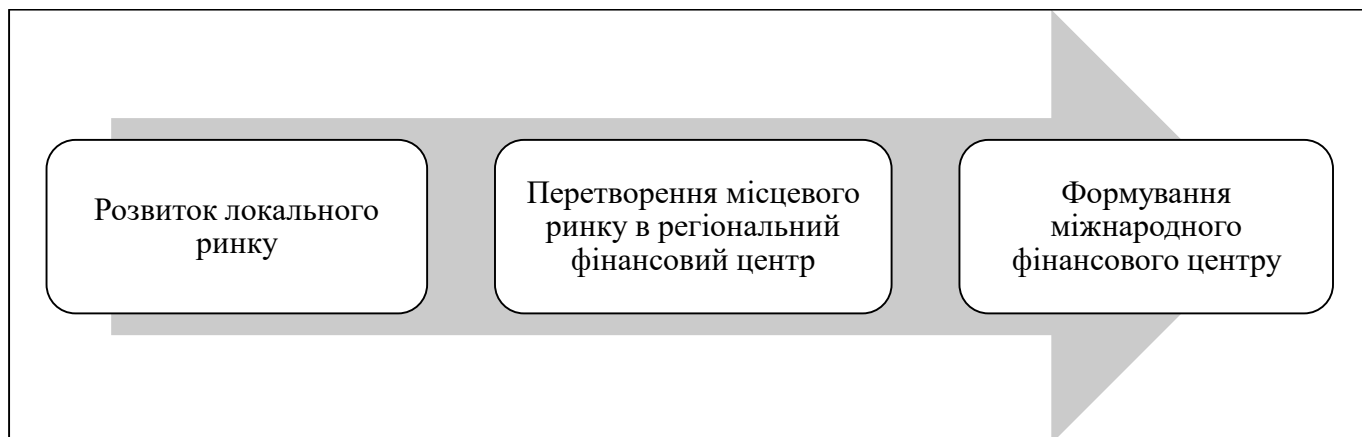 Розвиток локального
ринку
Перетворення місцевого
ринку в регіональний
фінансовий центр
Формування
міжнародного
фінансового центру